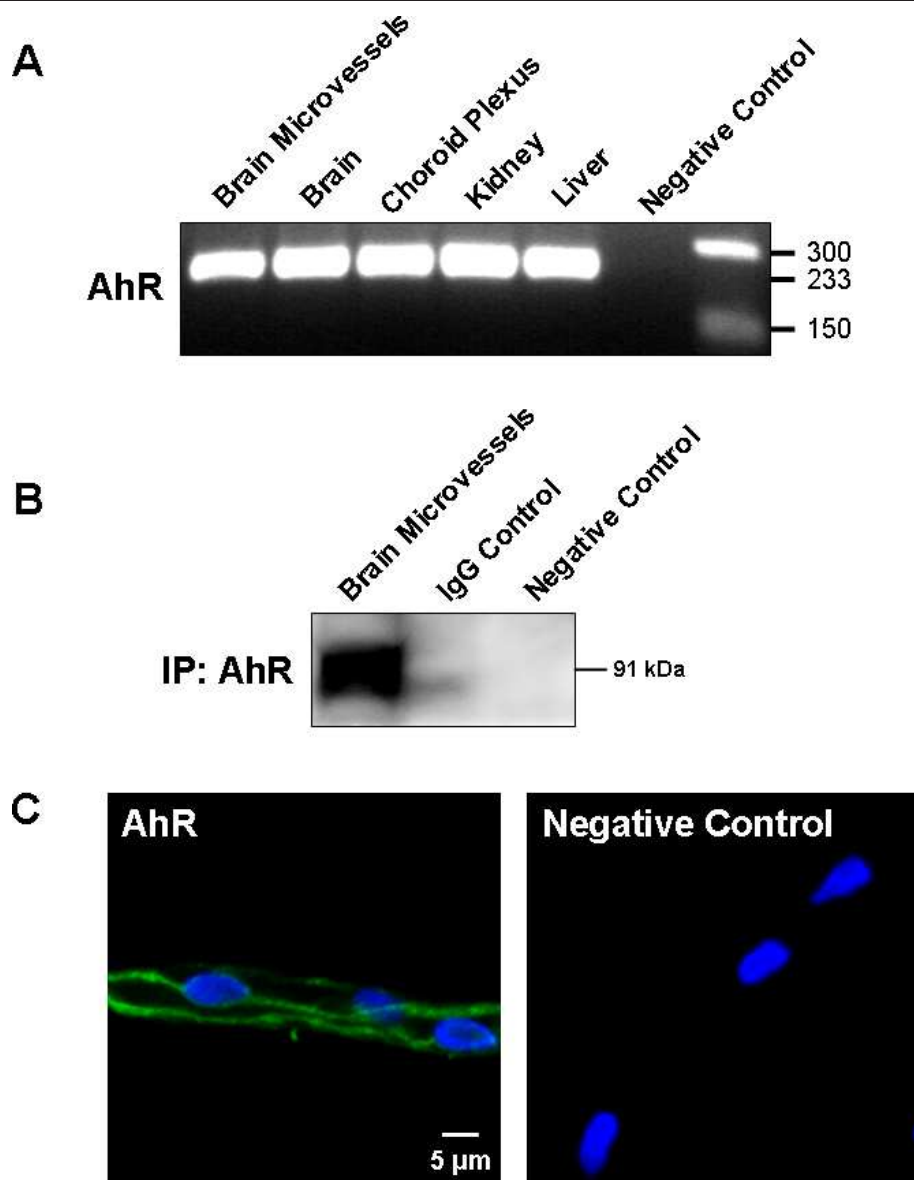 A
Brain Microvessels
Brain
Choroid Plexus
Kidney
Liver
Negative Control
AhR
300
233
150
B
Brain Microvessels
IgG Control
Negative Control
IP: AhR
91 kDa
C
AhR
Negative Control
5 µm